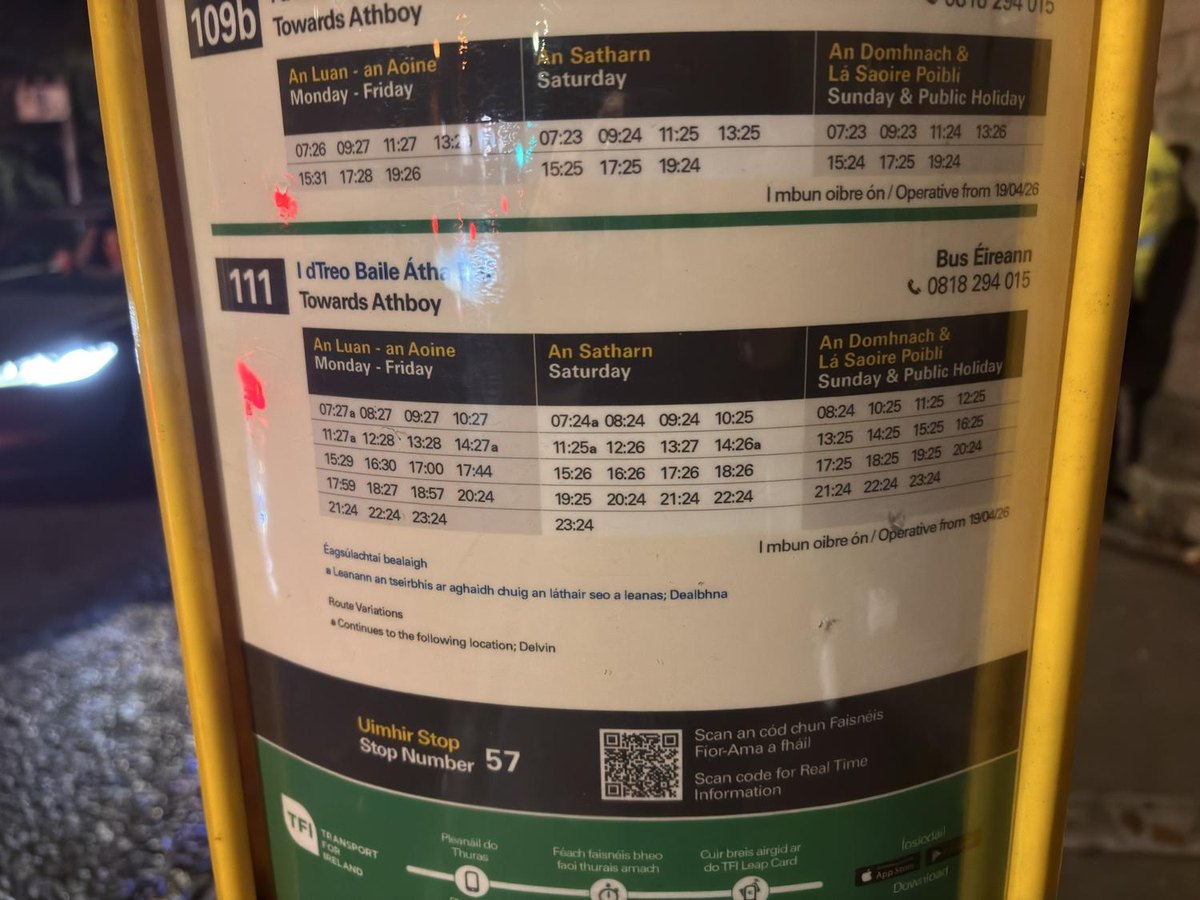 109b
Towards Athboy
0818 294 015
An Luan - an Aoine
Monday - Friday
An Satharn
Saturday
An Domhnach &
Lá Saoire Poiblí
Sunday & Public Holiday
07:26 09:27 11:27
15:31 17:28 19:26
07:23 09:24 11:25 13:25
15:25 17:25 19:24
07:23 09:23 11:24 13:26
15:24 17:25 19:24
I mbun oibre ón / Operative from 19/04/26
111
I dTreo Baile
Towards Athboy
Bus Éireann
0818 294 015
An Luan - an Aoine
Monday - Friday
An Satharn
Saturday
An Domhnach &
Lá Saoire Poiblí
Sunday & Public Holiday
07:27a 08:27 09:27 10:27
11:27a 12:28 13:28 14:27a
15:29 16:30 17:00 17:44
17:59 18:27 18:57 20:24
21:24 22:24 23:24
07:24a 08:24 09:24 10:25
11:25a 12:26 13:27 14:26a
15:26 16:26 17:26 18:26
19:25 20:24 21:24 22:24
23:24
08:24 10:25 11:25 12:25
13:25 14:25 15:25 16:25
17:25 18:25 19:25 20:24
21:24 22:24 23:24
I mbun oibre ón / Operative from 19/04/26
Éagsúlachtaí bealaigh
a Leanann an tseirbhís ar aghaidh chuig an láthair seo a leanas; Dealbhna
Route Variations
a Continues to the following location; Delvin
Uimhir Stop
Stop Number 57
Scan an cód chun Faisnéis
Fíor-Ama a fháil
Scan code for Real Time
Information
TFI
TRANSPORT
FOR
IRELAND
Pleanáil do
Thuras
Féach faisnéis bheo
faoi thurais amach
Cuir breis airgid ar
do TFI Leap Card
Íoslódáil
App Store
Download